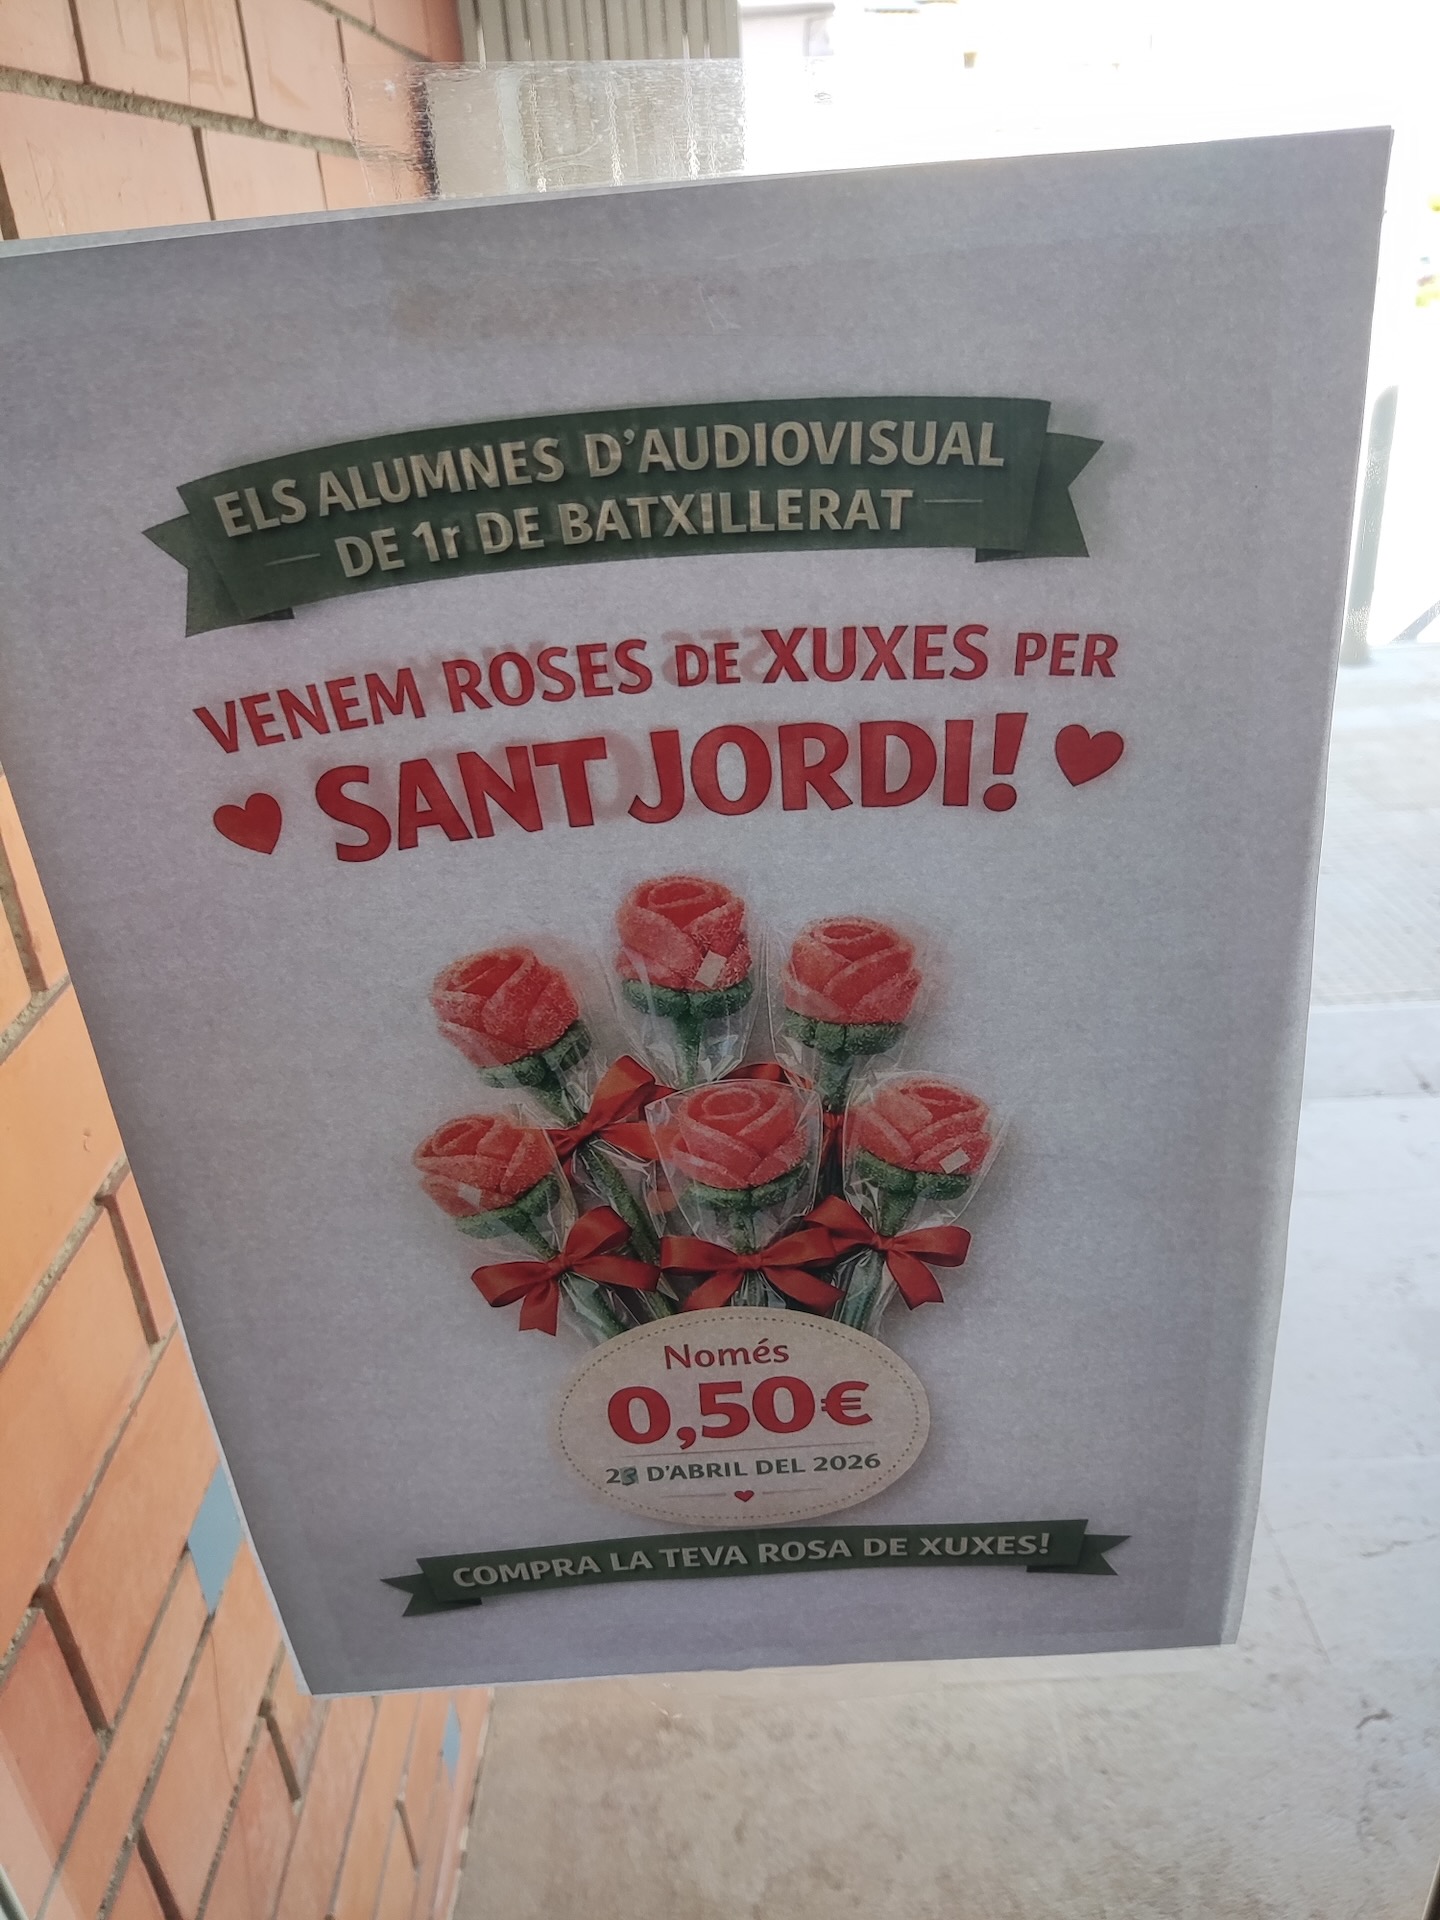 ELS ALUMNES D'AUDIOVISUAL
DE 1r DE BATXILLERAT
VENEM ROSES DE XUXES PER
SANT JORDI!
Només
0,50€
23 D'ABRIL DEL 2026
COMPRA LA TEVA ROSA DE XUXES!